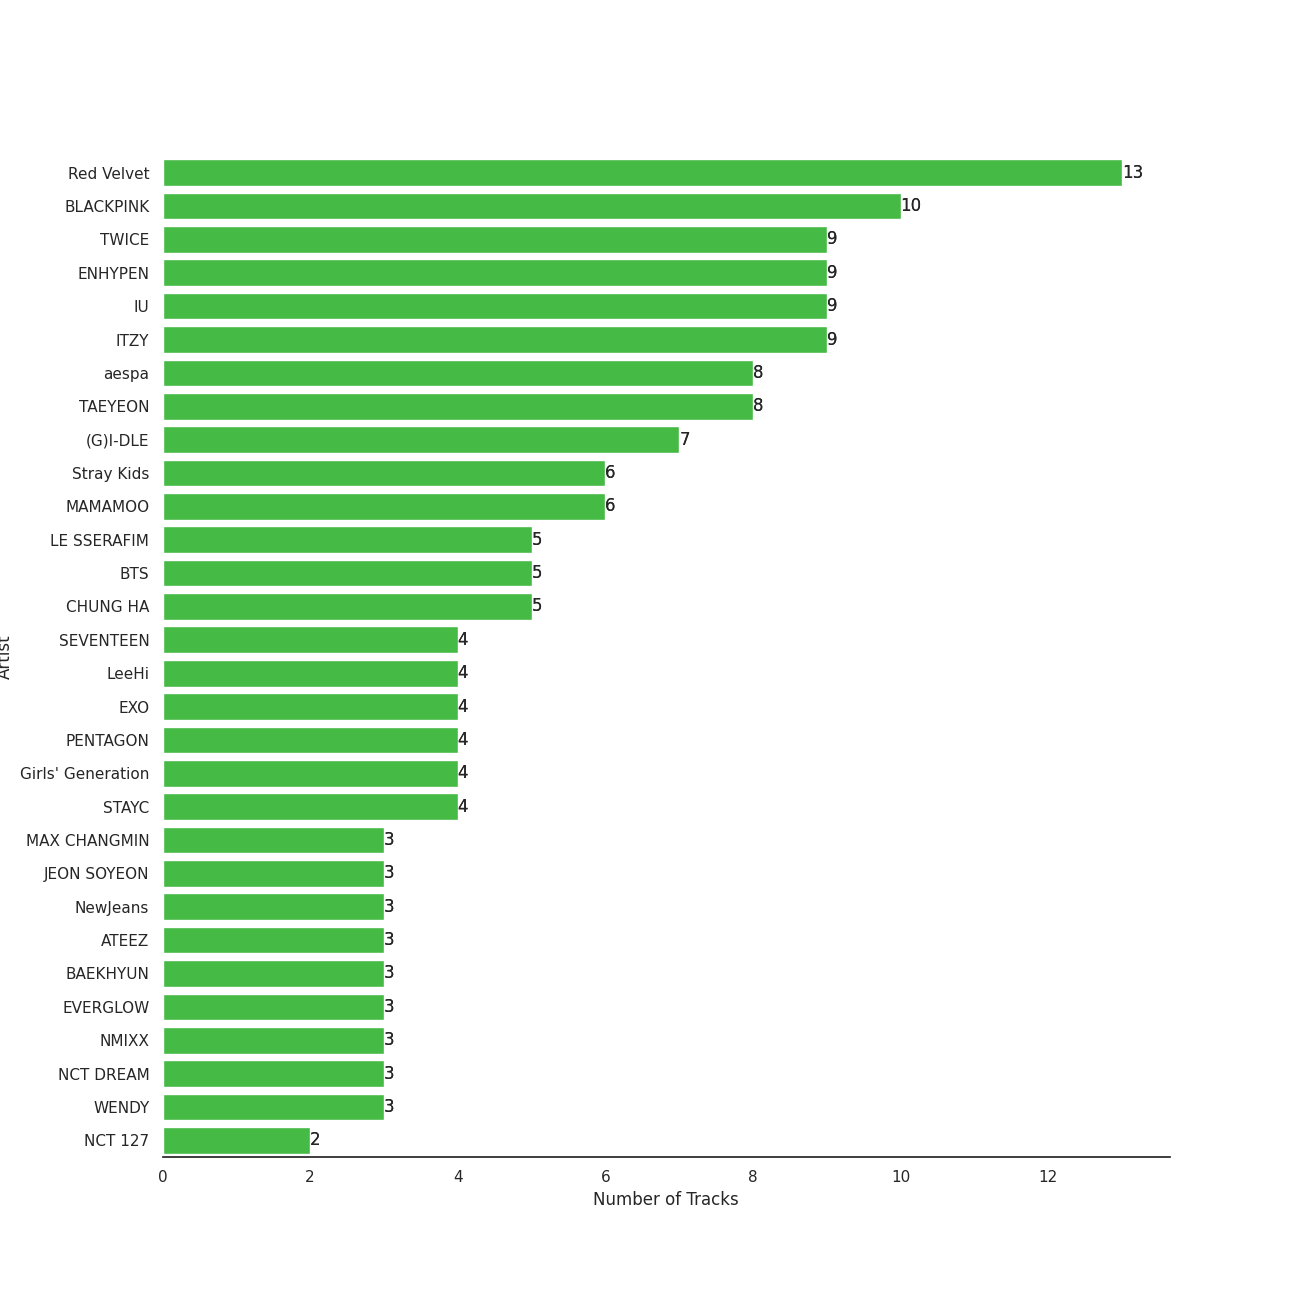 Red Velvet 13
BLACKPINK 10
TWICE 9
ENHYPEN 9
IU 9
ITZY 9
aespa 8
TAEYEON 8
(G)I-DLE 7
Stray Kids 6
MAMAMOO 6
LE SSERAFIM 5
BTS 5
CHUNG HA 5
SEVENTEEN 4
LeeHi 4
EXO 4
PENTAGON 4
Girls' Generation 4
STAYC 4
MAX CHANGMIN 3
JEON SOYEON 3
NewJeans 3
ATEEZ 3
BAEKHYUN 3
EVERGLOW 3
NMIXX 3
NCT DREAM 3
WENDY 3
NCT 127 2
0 2 4 6 8 10 12
Number of Tracks
Artist